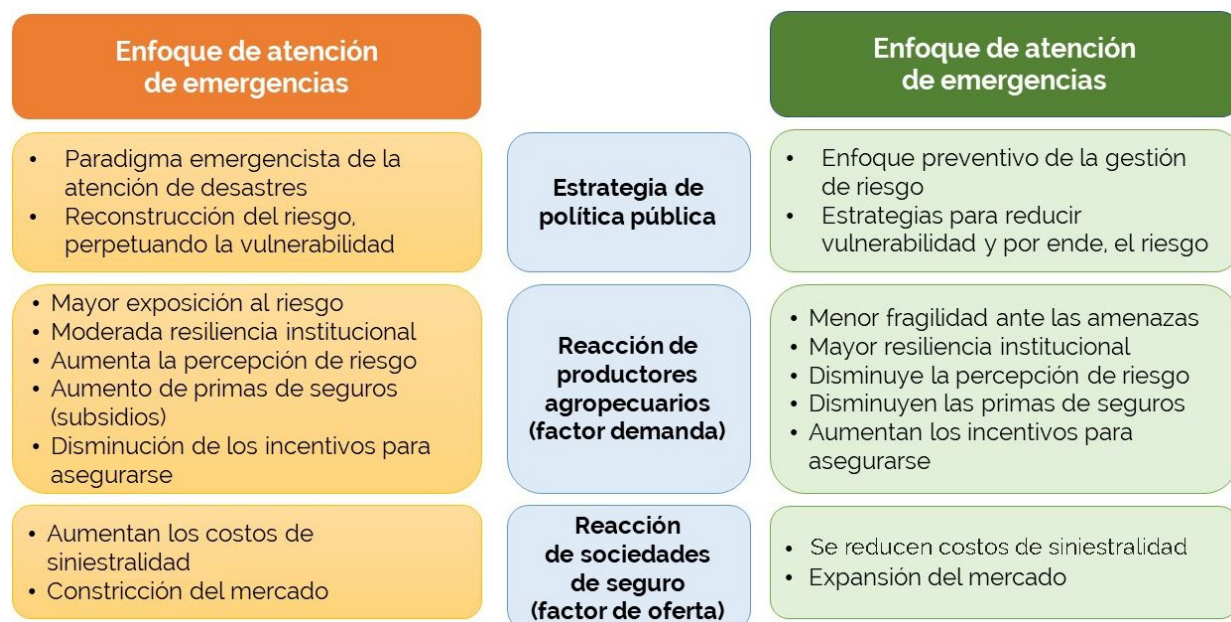 Enfoque de atención
de emergencias
Enfoque de atención
de emergencias
• Paradigma emergencista de la
atención de desastres
• Reconstrucción del riesgo,
perpetuando la vulnerabilidad
Estrategia de
política pública
• Enfoque preventivo de la gestión
de riesgo
• Estrategias para reducir
vulnerabilidad y por ende, el riesgo
• Mayor exposición al riesgo
• Moderada resiliencia institucional
• Aumenta la percepción de riesgo
• Aumento de primas de seguros
(subsidios)
• Disminución de los incentivos para
asegurarse
Reacción de
productores
agropecuarios
(factor demanda)
• Menor fragilidad ante las amenazas
• Mayor resiliencia institucional
• Disminuye la percepción de riesgo
• Disminuyen las primas de seguros
• Aumentan los incentivos para
asegurarse
• Aumentan los costos de
siniestralidad
• Constricción del mercado
Reacción
de sociedades
de seguro
(factor de oferta)
• Se reducen costos de siniestralidad
• Expansión del mercado